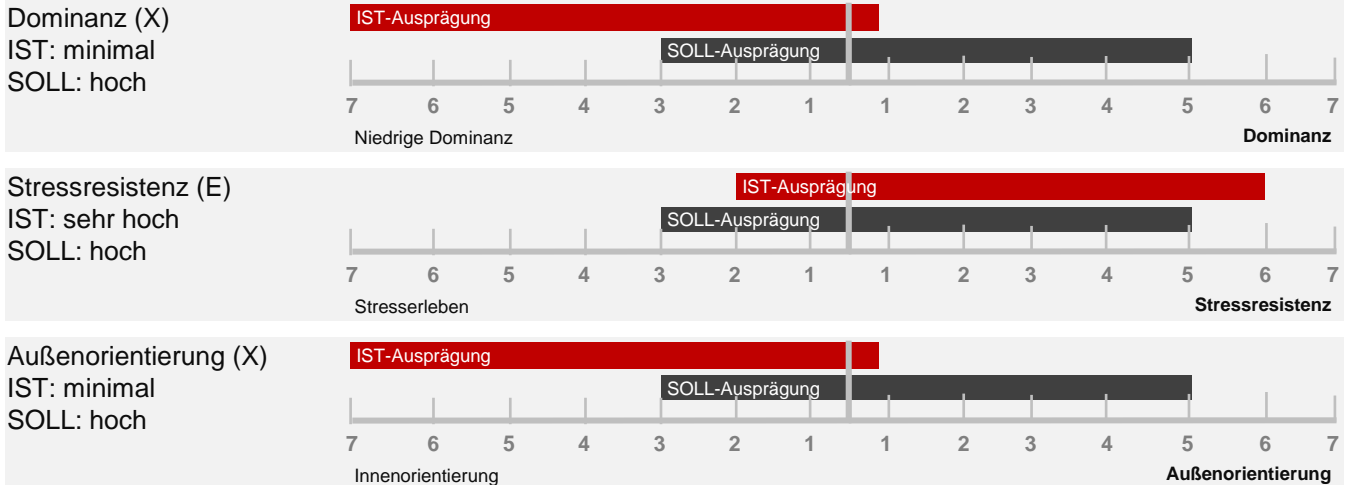 Dominanz (X)
IST: minimal
SOLL: hoch
IST-Ausprägung
SOLL-Ausprägung
7 6 5 4 3 2 1 1 2 3 4 5 6 7
Niedrige Dominanz Dominanz
Stressresistenz (E)
IST: sehr hoch
SOLL: hoch
IST-Ausprägung
SOLL-Ausprägung
7 6 5 4 3 2 1 1 2 3 4 5 6 7
Stresserleben Stressresistenz
Außenorientierung (X)
IST: minimal
SOLL: hoch
IST-Ausprägung
SOLL-Ausprägung
7 6 5 4 3 2 1 1 2 3 4 5 6 7
Innenorientierung Außenorientierung